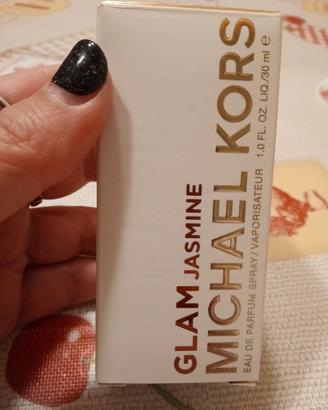 GLAM JASMINE
MICHAEL KORS
EAU DE PARFUM SPRAY / VAPORISATEUR 1.0 FL. OZ. LIQ./30 ml ℮